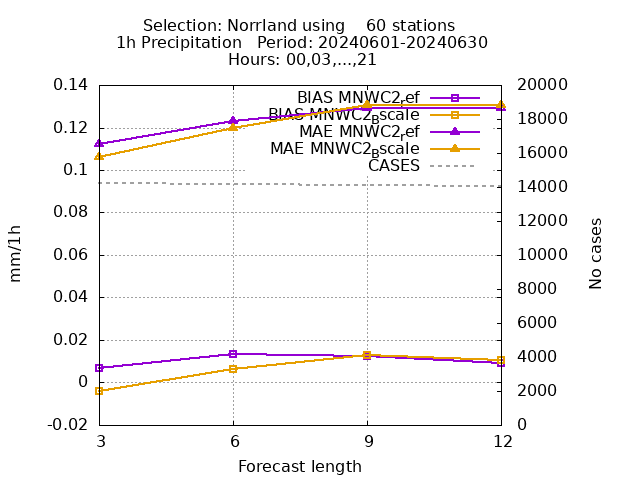 Selection: Norrland using 60 stations
1h Precipitation Period: 20240601-20240630
Hours: 00,03,...,21
0.14 20000
BIAS MNWC2_ref
18000
BIAS MNWC2_Bscale
0.12
MAE MNWC2_ref
MAE MNWC2_Bscale
16000
0.1 CASES
14000
0.08
12000
0.06 10000
mm/1h No cases
0.04 8000
6000
0.02
4000
0
2000
-0.02 0
3 6 9 12
Forecast length